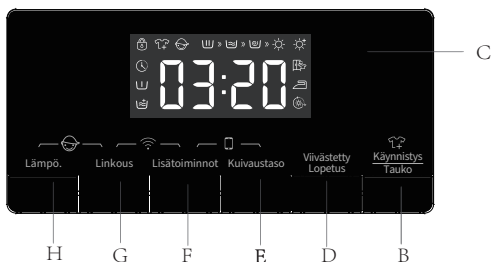 03:20
C
Lämpö.
Linkous
Lisätoiminnot
Kuivaustaso
Viivästetty
Lopetus
Käynnistys
Tauko
H
G
F
E
D
B